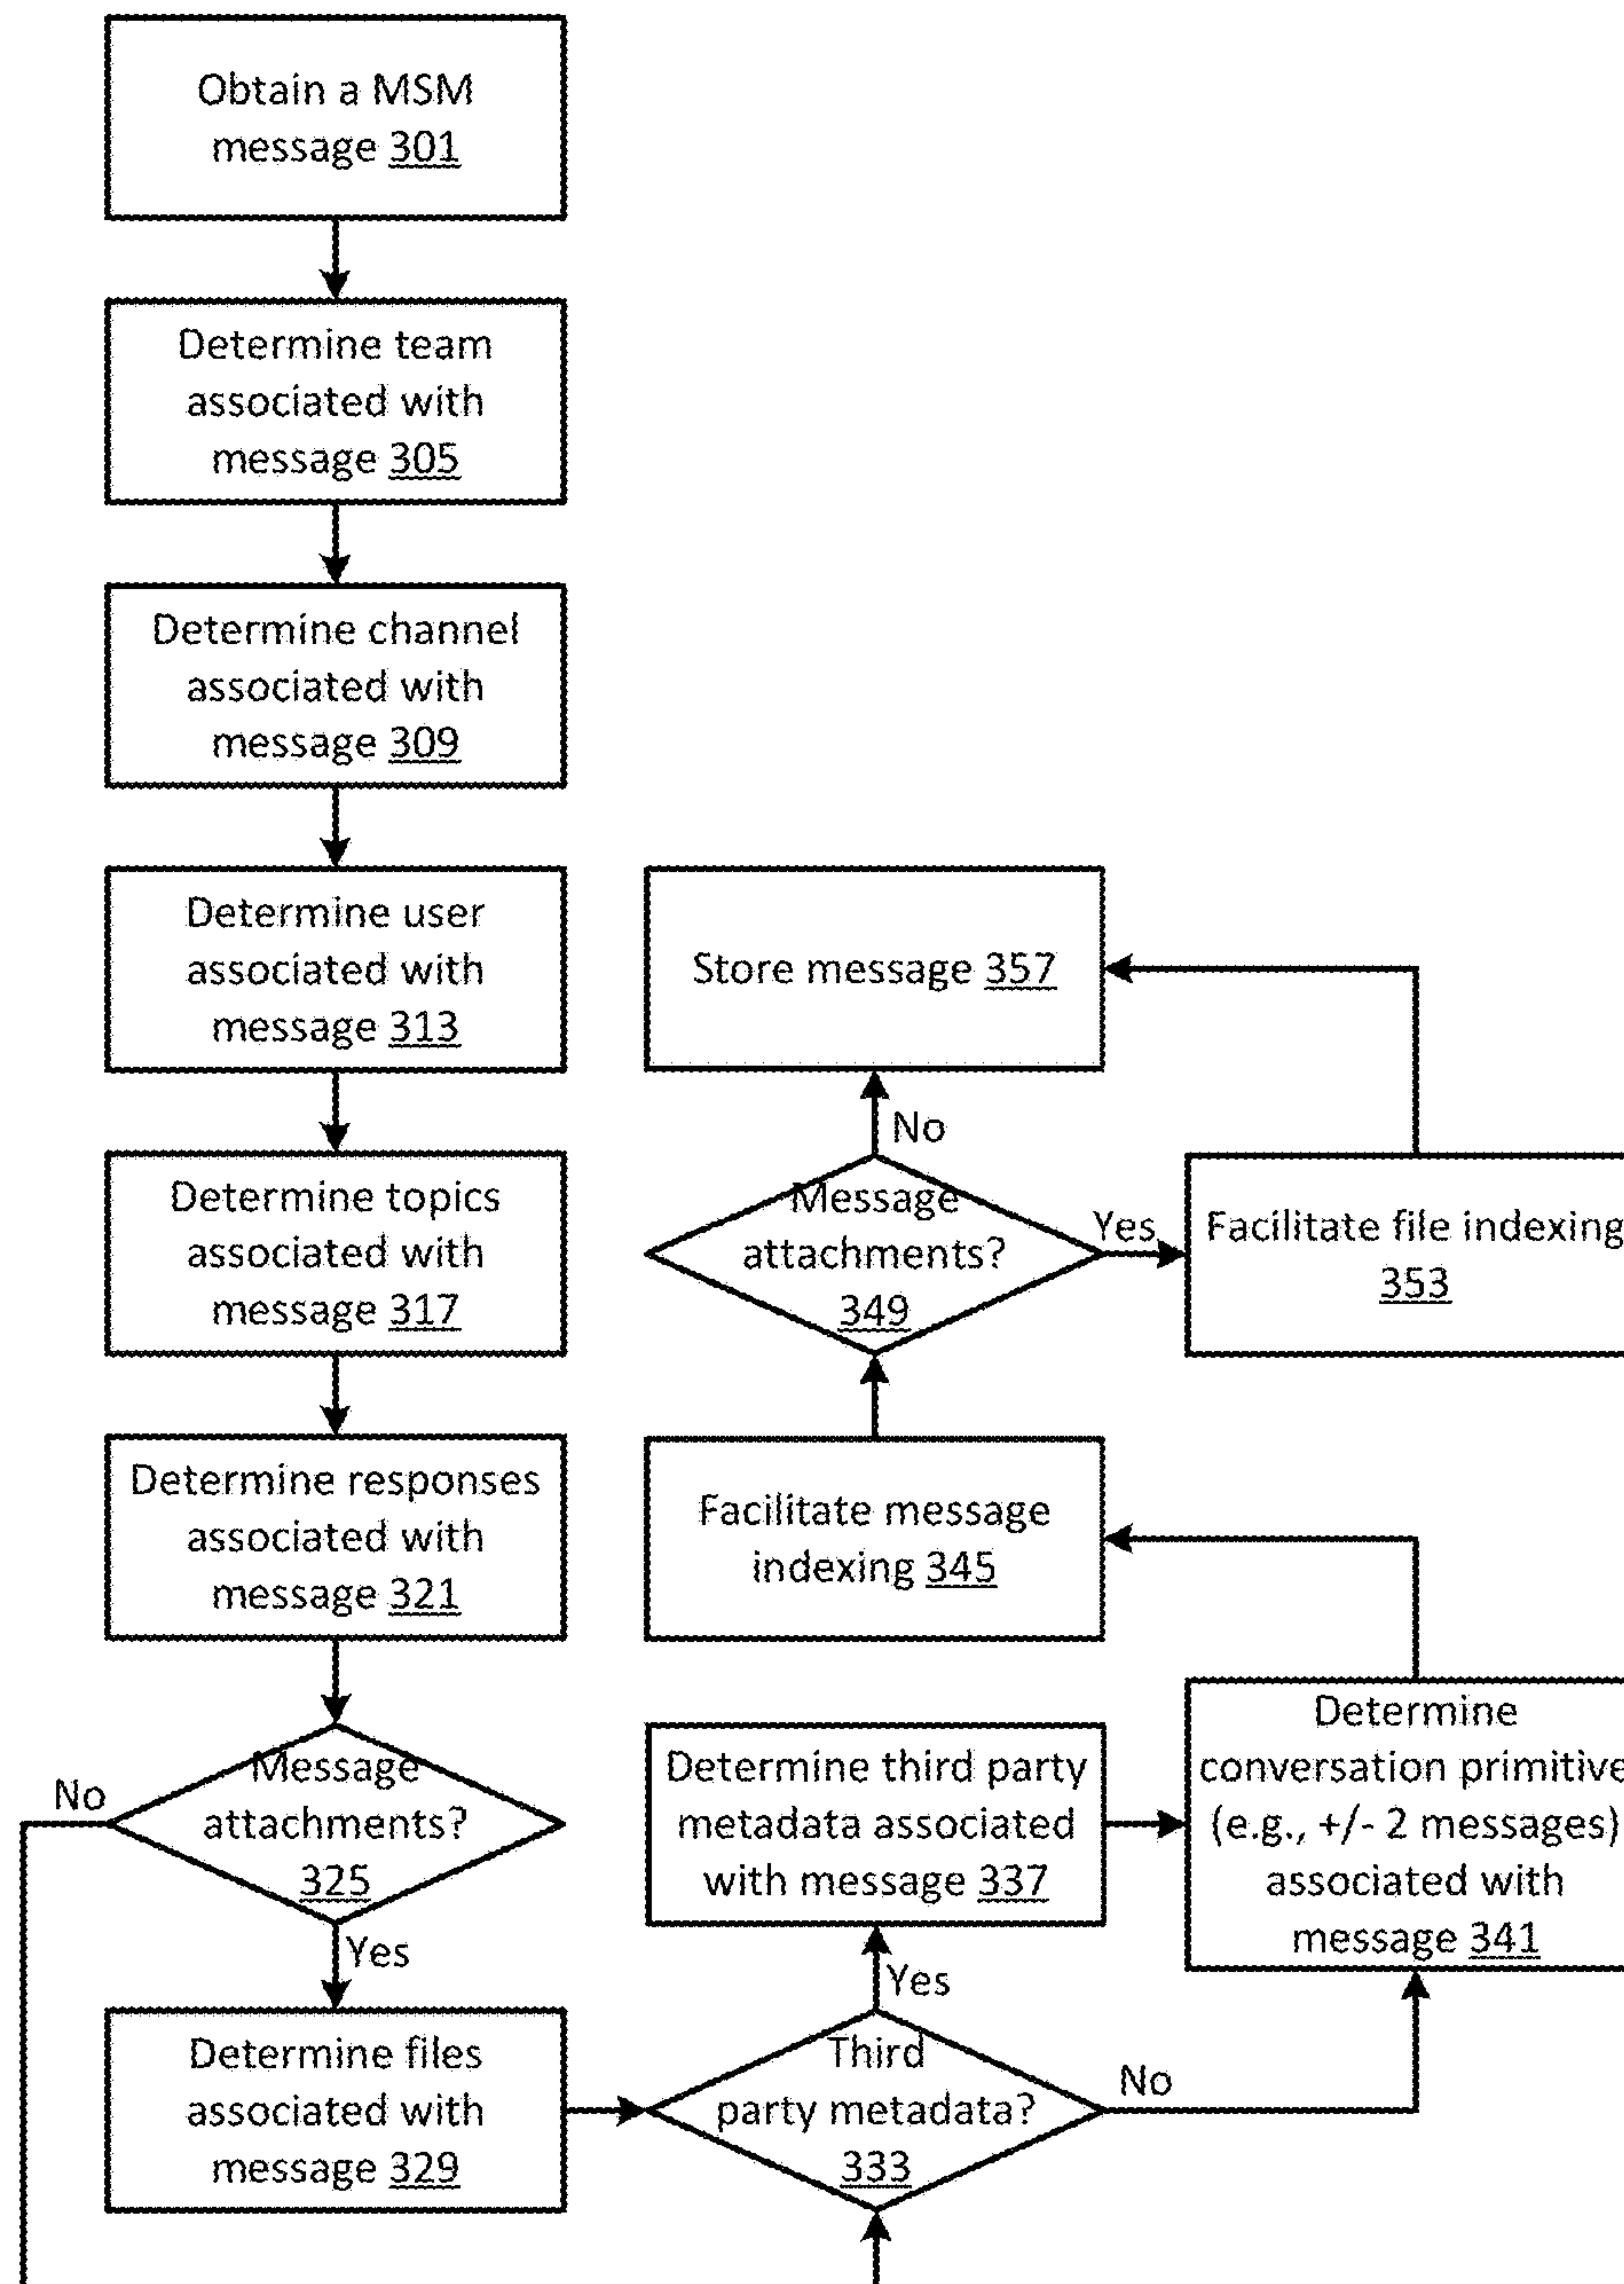 Obtain a MSM
message 301
Determine team
associated with
message 305
Determine channel
associated with
message 309
Determine user
associated with
message 313
Determine topics
associated with
message 317
Determine responses
associated with
message 321
Message
attachments?
325
No
Yes
Determine files
associated with
message 329
Third
party metadata?
333
Yes
No
Determine third party
metadata associated
with message 337
Determine
conversation primitive
(e.g., +/- 2 messages)
associated with
message 341
Facilitate message
indexing 345
Message
attachments?
349
Yes
No
Facilitate file indexing
353
Store message 357